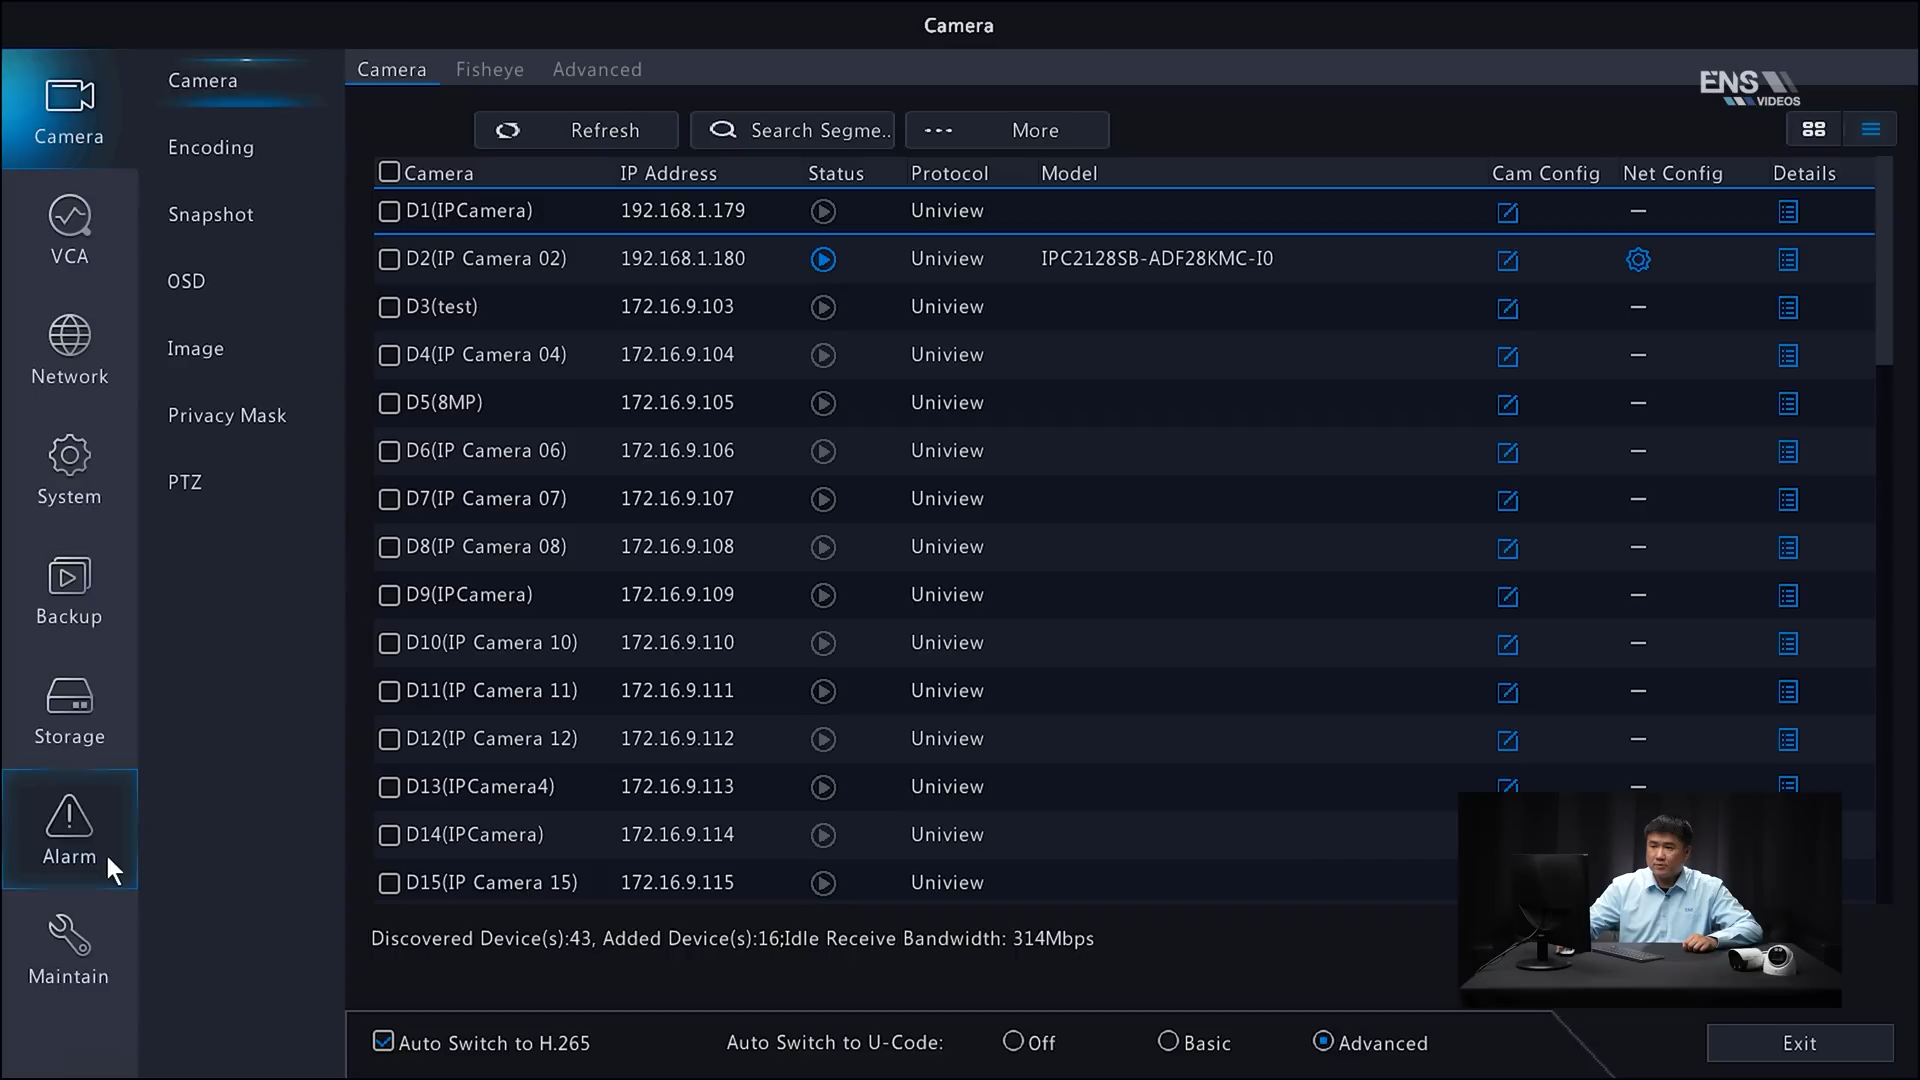 Camera
Camera
VCA
Network
System
Backup
Storage
Alarm
Maintain
Camera
Encoding
Snapshot
OSD
Image
Privacy Mask
PTZ
Camera Fisheye Advanced
ENS
VIDEOS
Refresh Search Segme.. More
Camera IP Address Status Protocol Model Cam Config Net Config Details
D1(IPCamera) 192.168.1.179 Uniview
D2(IP Camera 02) 192.168.1.180 Uniview IPC2128SB-ADF28KMC-I0
D3(test) 172.16.9.103 Uniview
D4(IP Camera 04) 172.16.9.104 Uniview
D5(8MP) 172.16.9.105 Uniview
D6(IP Camera 06) 172.16.9.106 Uniview
D7(IP Camera 07) 172.16.9.107 Uniview
D8(IP Camera 08) 172.16.9.108 Uniview
D9(IPCamera) 172.16.9.109 Uniview
D10(IP Camera 10) 172.16.9.110 Uniview
D11(IP Camera 11) 172.16.9.111 Uniview
D12(IP Camera 12) 172.16.9.112 Uniview
D13(IPCamera4) 172.16.9.113 Uniview
D14(IPCamera) 172.16.9.114 Uniview
D15(IP Camera 15) 172.16.9.115 Uniview
Discovered Device(s):43, Added Device(s):16;Idle Receive Bandwidth: 314Mbps
Auto Switch to H.265 Auto Switch to U-Code: Off Basic Advanced Exit